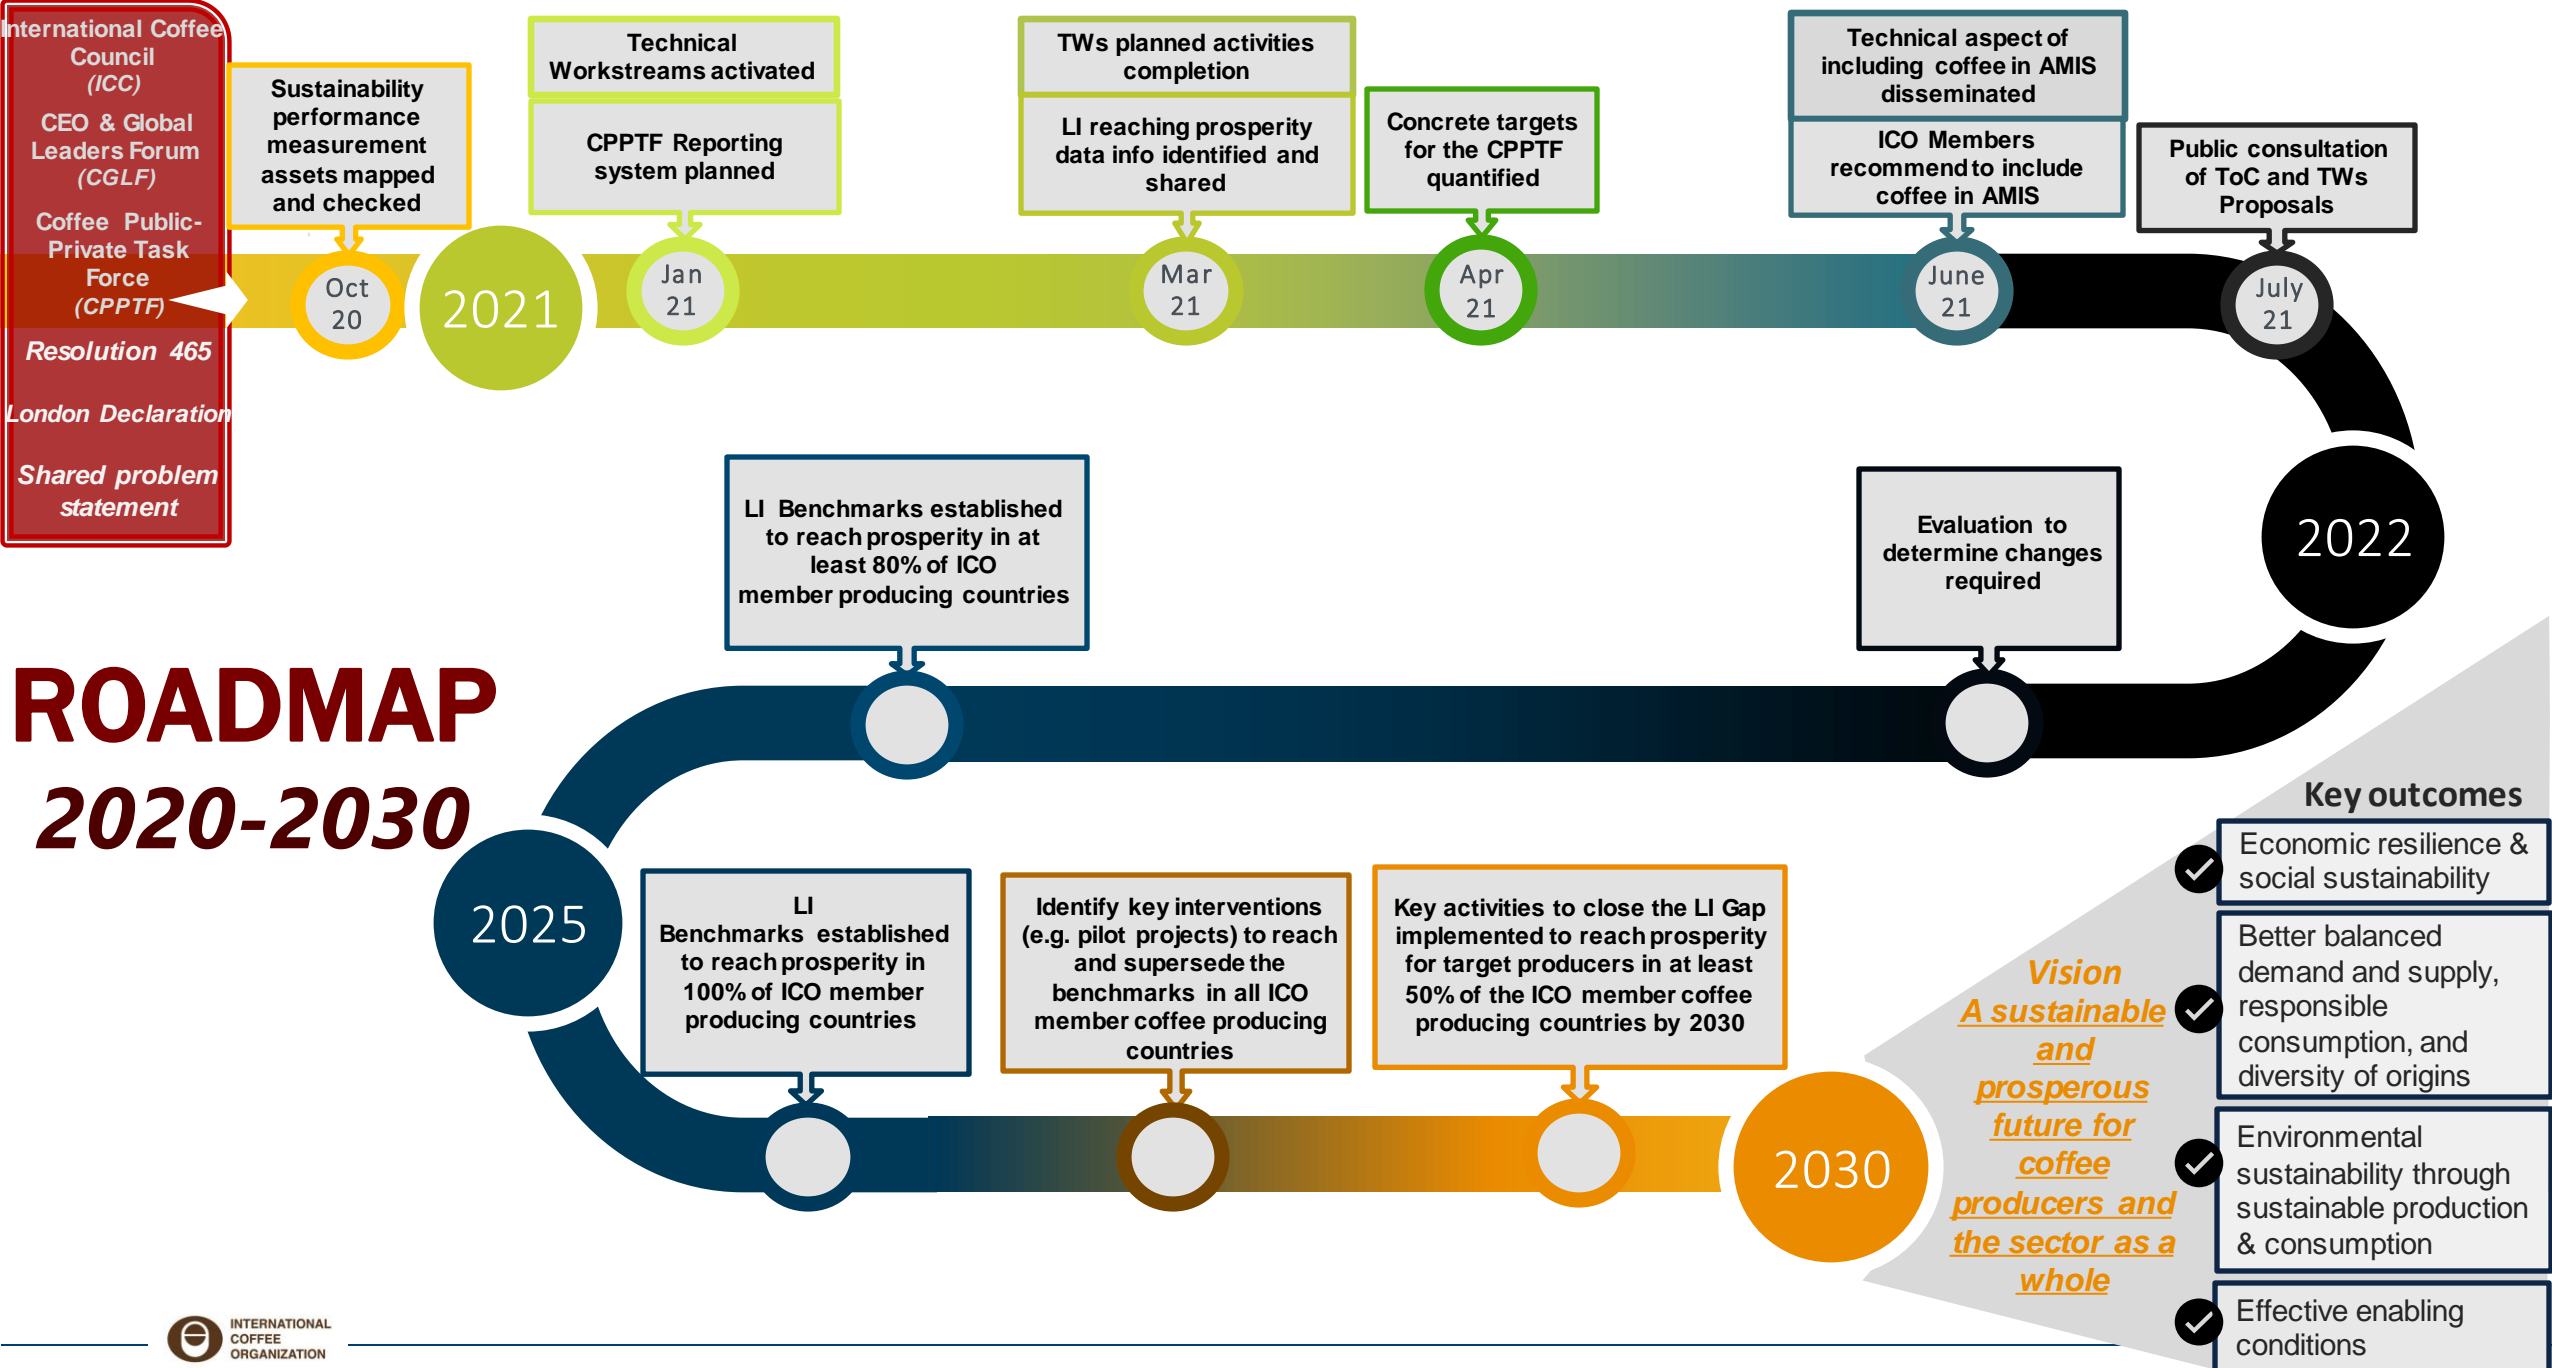 International Coffee
Council
(ICC)
CEO & Global
Leaders Forum
(CGLF)
Coffee Public-
Private Task
Force
(CPPTF)
Resolution 465
London Declaration
Shared problem
statement
Sustainability
performance
measurement
assets mapped
and checked
Oct
20
2021
Technical
Workstreams activated
CPPTF Reporting
system planned
Jan
21
TWs planned activities
completion
LI reaching prosperity
data info identified and
shared
Mar
21
Concrete targets
for the CPPTF
quantified
Apr
21
Technical aspect of
including coffee in AMIS
disseminated
ICO Members
recommend to include
coffee in AMIS
June
21
Public consultation
of ToC and TWs
Proposals
July
21
2022
Evaluation to
determine changes
required
LI Benchmarks established
to reach prosperity in at
least 80% of ICO
member producing countries
ROADMAP
2020-2030
2025
LI
Benchmarks established
to reach prosperity in
100% of ICO member
producing countries
Identify key interventions
(e.g. pilot projects) to reach
and supersede the
benchmarks in all ICO
member coffee producing
countries
Key activities to close the LI Gap
implemented to reach prosperity
for target producers in at least
50% of the ICO member coffee
producing countries by 2030
2030
Vision
A sustainable
and
prosperous
future for
coffee
producers and
the sector as a
whole
Key outcomes
Economic resilience &
social sustainability
Better balanced
demand and supply,
responsible
consumption, and
diversity of origins
Environmental
sustainability through
sustainable production
& consumption
Effective enabling
conditions
INTERNATIONAL
COFFEE
ORGANIZATION